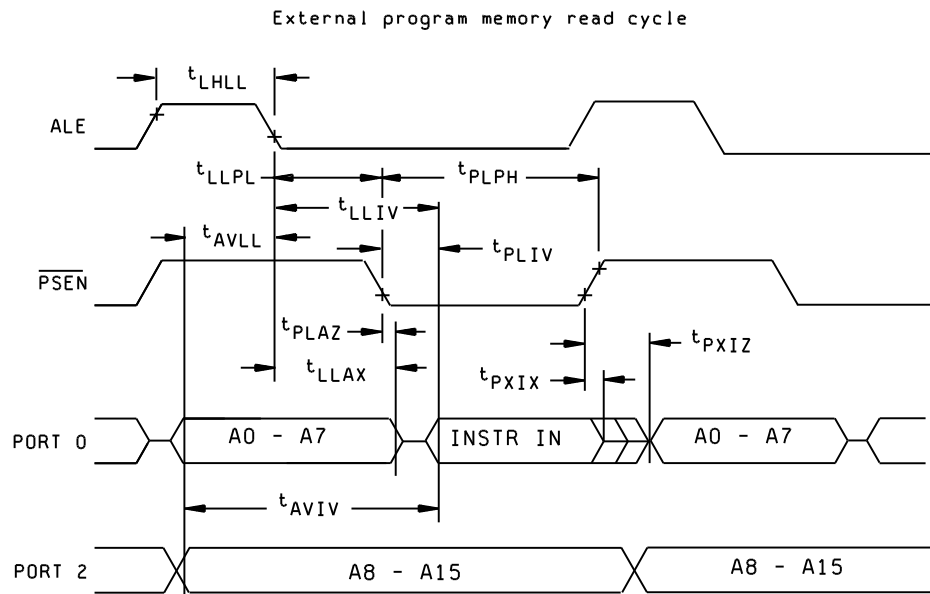 External program memory read cycle
tLHLL
ALE
tLLPL
tPLPH
tLLIV
tAVLL
tPLIV
PSEN
tPLAZ
tPXIZ
tLLAX
tPXIX
PORT 0
A0 - A7
INSTR IN
A0 - A7
tAVIV
PORT 2
A8 - A15
A8 - A15